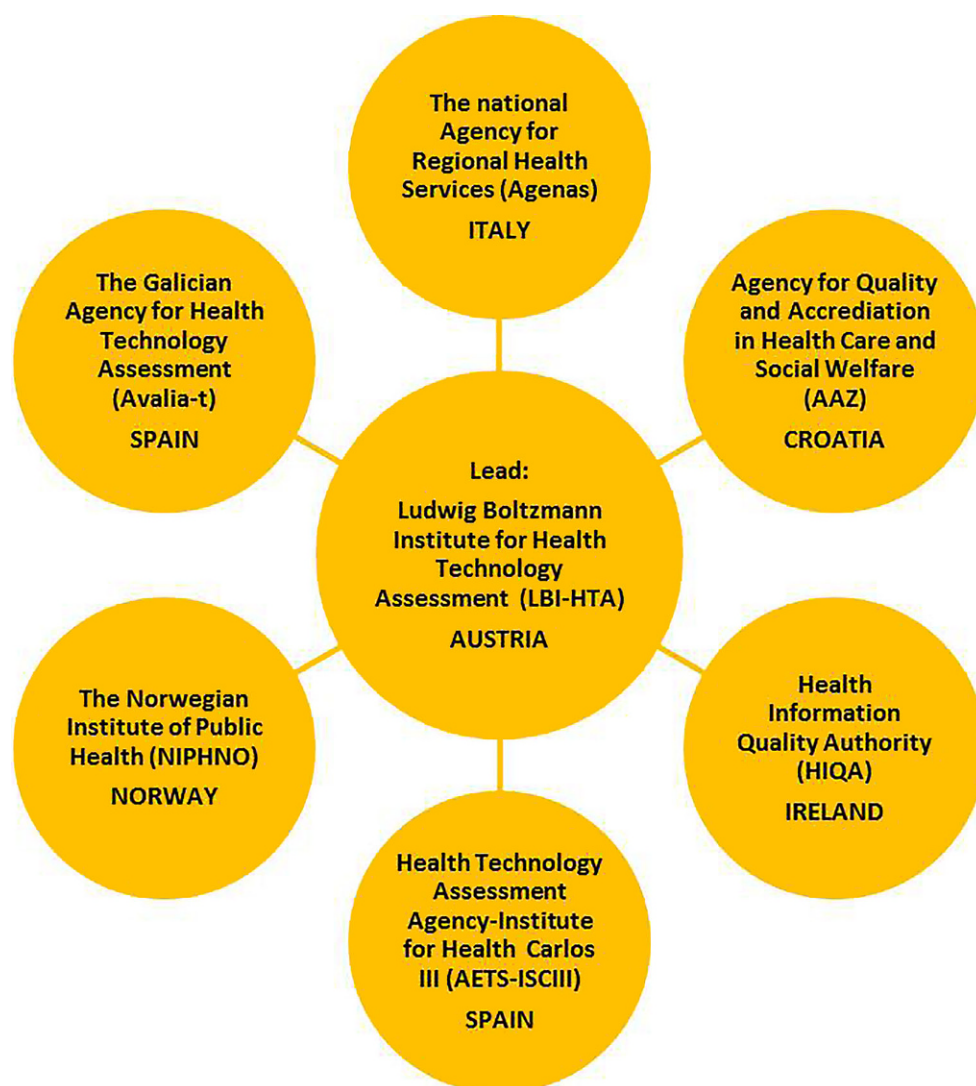 The national
Agency for
Regional Health
Services (Agenas)
ITALY
The Galician
Agency for Health
Technology
Assessment
(Avalia-t)
SPAIN
Agency for Quality
and Accrediation
in Health Care and
Social Welfare
(AAZ)
CROATIA
Lead:
Ludwig Boltzmann
Institute for Health
Technology
Assessment (LBI-HTA)
AUSTRIA
The Norwegian
Institute of Public
Health (NIPHNO)
NORWAY
Health
Information
Quality Authority
(HIQA)
IRELAND
Health Technology
Assessment
Agency-Institute
for Health Carlos
III (AETS-ISCIII)
SPAIN